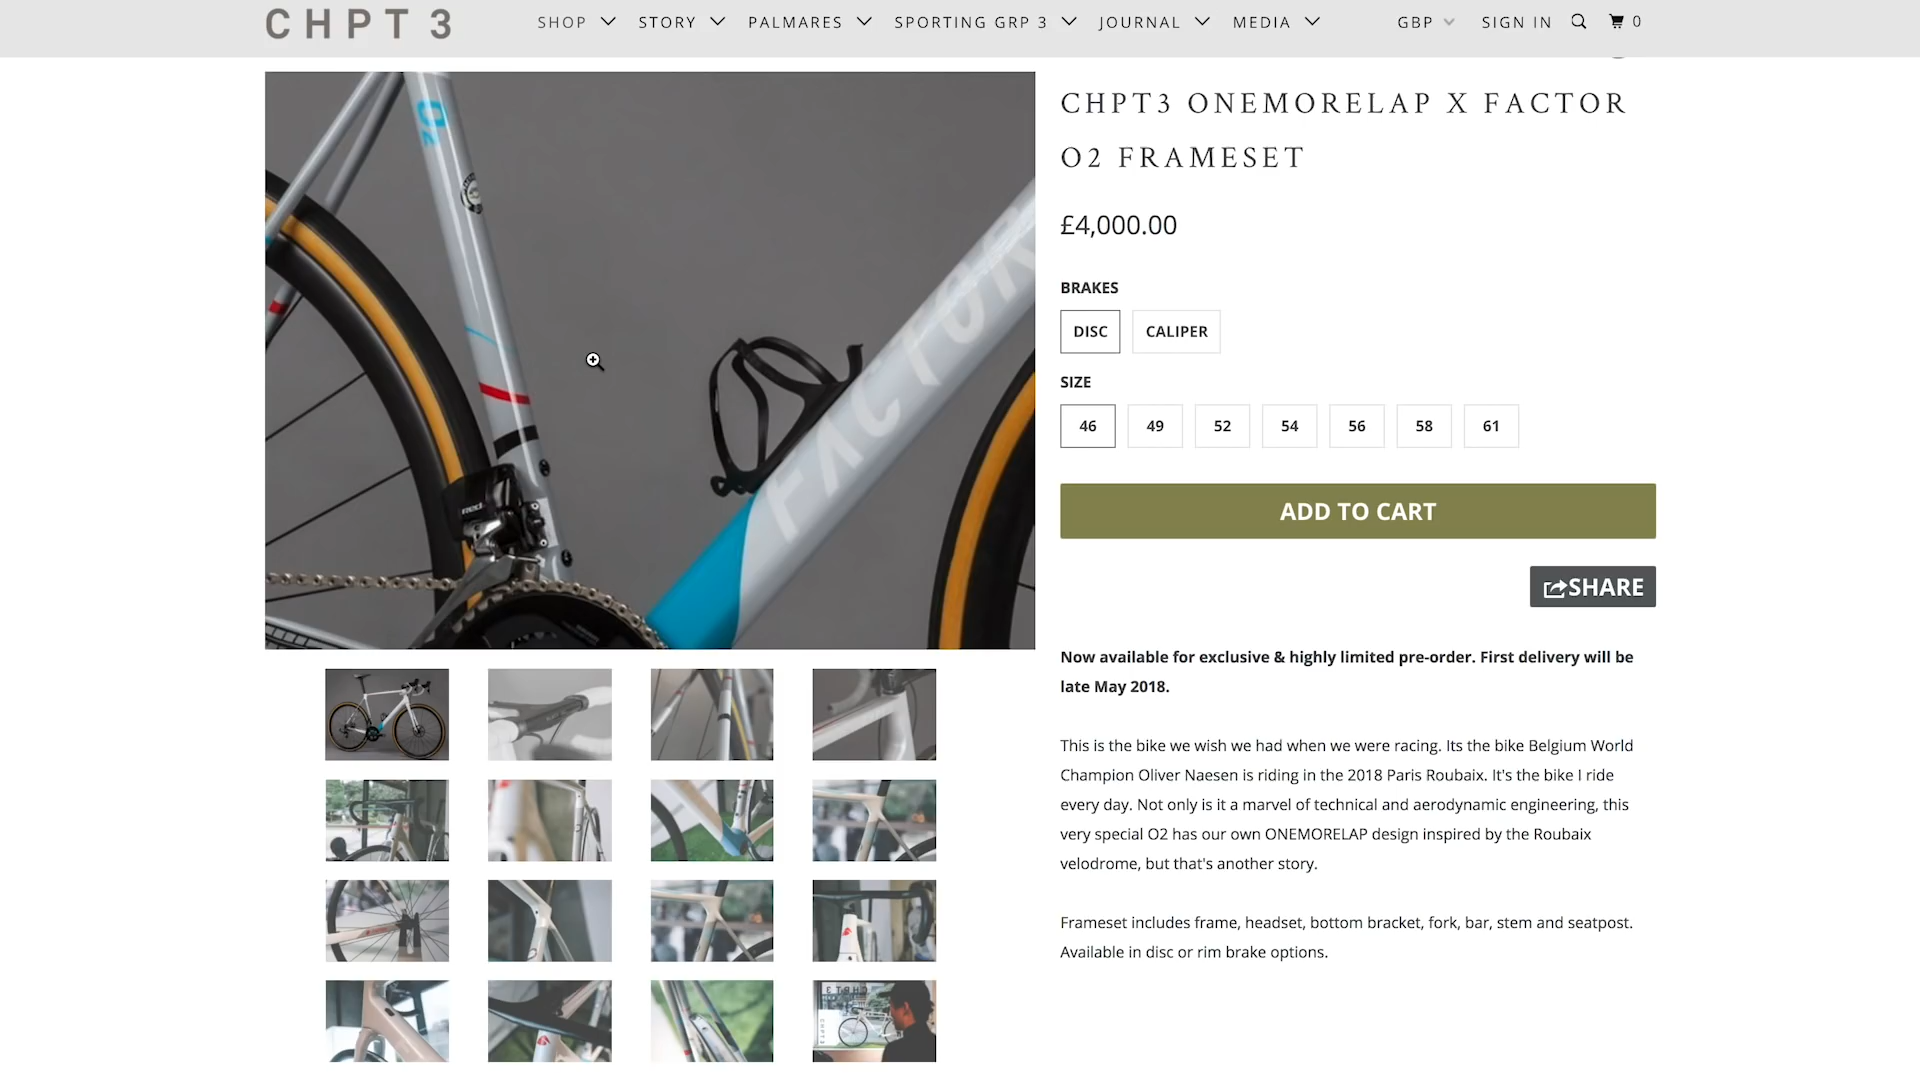 CHPT 3
SHOP STORY PALMARES SPORTING GRP 3 JOURNAL MEDIA GBP SIGN IN 0
O2
FACTOR
Red
CHPT3 ONEMORELAP X FACTOR
O2 FRAMESET
£4,000.00
BRAKES
DISC CALIPER
SIZE
46 49 52 54 56 58 61
ADD TO CART
SHARE
Now available for exclusive & highly limited pre-order. First delivery will be
late May 2018.
This is the bike we wish we had when we were racing. Its the bike Belgium World
Champion Oliver Naesen is riding in the 2018 Paris Roubaix. It's the bike I ride
every day. Not only is it a marvel of technical and aerodynamic engineering, this
very special O2 has our own ONEMORELAP design inspired by the Roubaix
velodrome, but that's another story.
Frameset includes frame, headset, bottom bracket, fork, bar, stem and seatpost.
Available in disc or rim brake options.